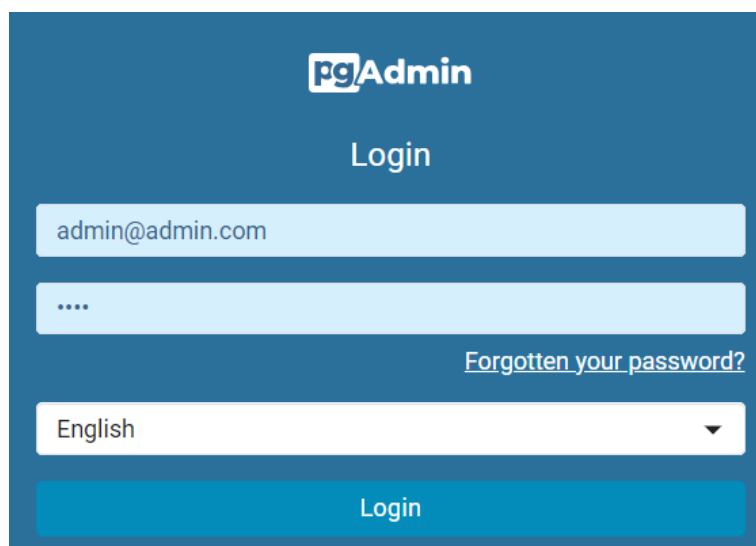 pgAdmin
Login
admin@admin.com
••••
Forgotten your password?
English
Login